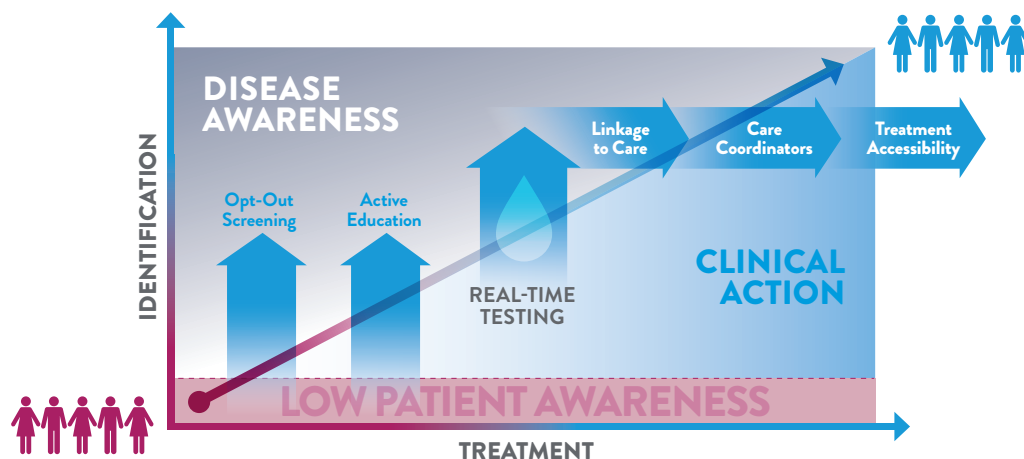 DISEASE
AWARENESS
Opt-Out
Screening
Active
Education
Linkage
to Care
Care
Coordinators
Treatment
Accessibility
REAL-TIME
TESTING
CLINICAL
ACTION
LOW PATIENT AWARENESS
IDENTIFICATION
TREATMENT